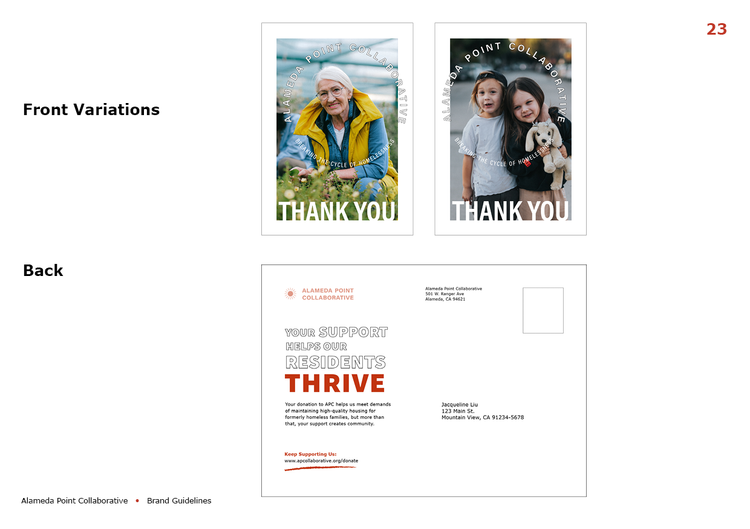 23
Front Variations
ALAMEDA POINT COLLABORATIVE
BREAKING THE CYCLE OF HOMELESSNESS
THANK YOU
ALAMEDA POINT COLLABORATIVE
BREAKING THE CYCLE OF HOMELESSNESS
THANK YOU
Back
ALAMEDA POINT
COLLABORATIVE
YOUR SUPPORT
HELPS OUR
RESIDENTS
THRIVE
Your donation to APC helps us meet demands
of maintaining high-quality housing for
formerly homeless families, but more than
that, your support creates community.
Keep Supporting Us:
www.apcollaborative.org/donate
Alameda Point Collaborative
501 W. Ranger Ave
Alameda, CA 94621
Jacqueline Liu
123 Main St.
Mountain View, CA 91234-5678
Alameda Point Collaborative • Brand Guidelines